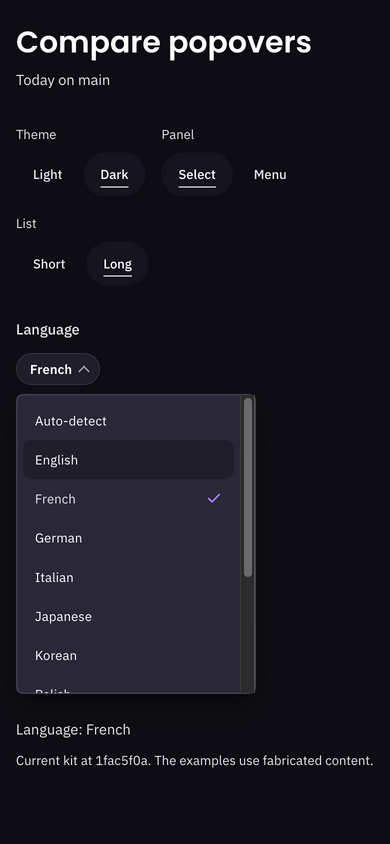 Compare popovers
Today on main
Theme
Panel
Light
Dark
Select
Menu
List
Short
Long
Language
French
Auto-detect
English
French
German
Italian
Japanese
Korean
Language: French
Current kit at 1fac5f0a. The examples use fabricated content.